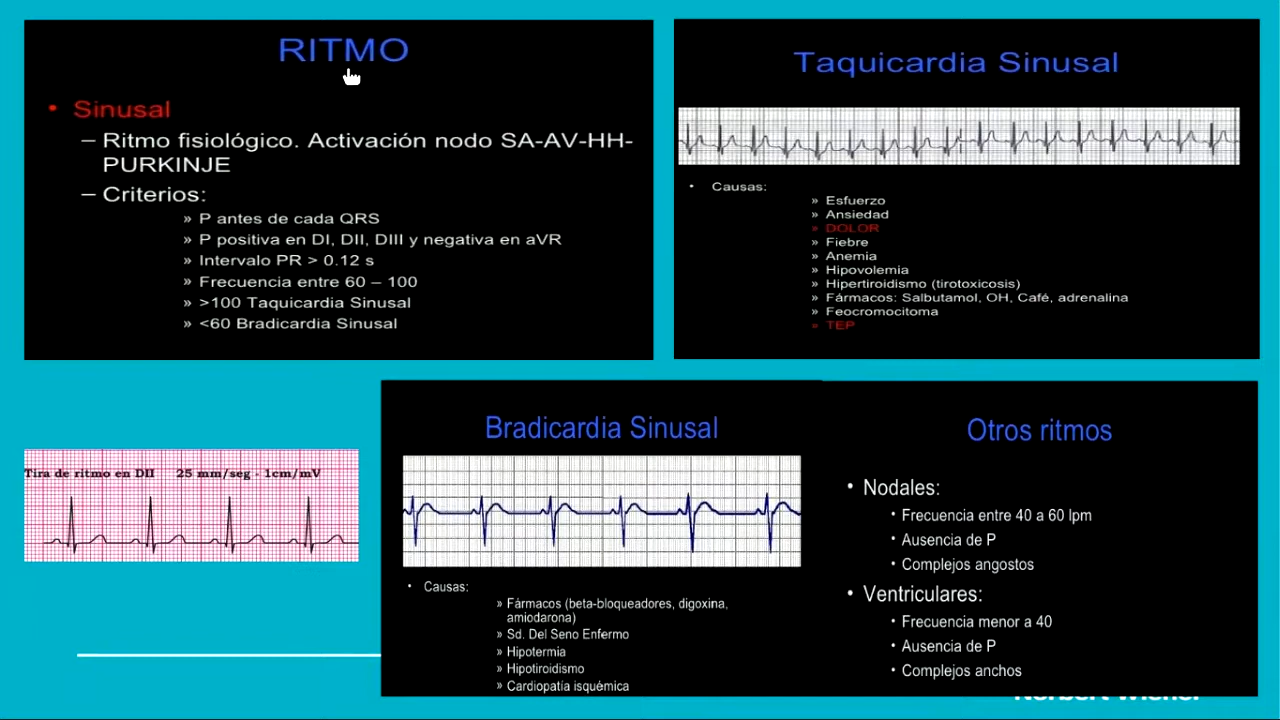 RITMO
• Sinusal
– Ritmo fisiológico. Activación nodo SA-AV-HH-
PURKINJE
– Criterios:
» P antes de cada QRS
» P positiva en DI, DII, DIII y negativa en aVR
» Intervalo PR > 0.12 s
» Frecuencia entre 60 – 100
» >100 Taquicardia Sinusal
» <60 Bradicardia Sinusal
Taquicardia Sinusal
• Causas:
» Esfuerzo
» Ansiedad
» DOLOR
» Fiebre
» Anemia
» Hipovolemia
» Hipertiroidismo (tirotoxicosis)
» Fármacos: Salbutamol, OH, Café, adrenalina
» Feocromocitoma
» TEP
Tira de ritmo en DII 25 mm/seg - 1cm/mV
Bradicardia Sinusal
• Causas:
» Fármacos (beta-bloqueadores, digoxina,
amiodarona)
» Sd. Del Seno Enfermo
» Hipotermia
» Hipotiroidismo
» Cardiopatía isquémica
Otros ritmos
• Nodales:
• Frecuencia entre 40 a 60 lpm
• Ausencia de P
• Complejos angostos
• Ventriculares:
• Frecuencia menor a 40
• Ausencia de P
• Complejos anchos
Norbert Wiener